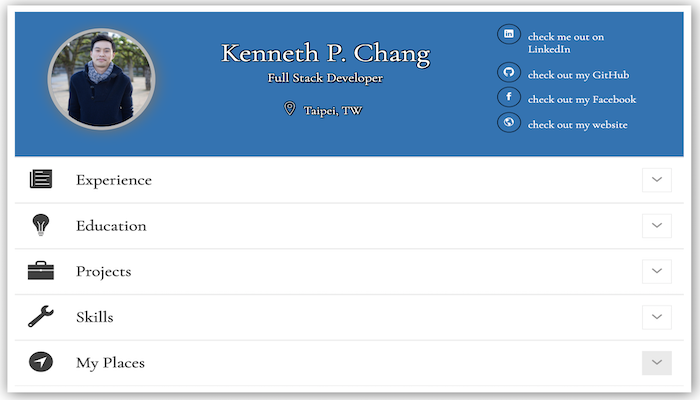 Kenneth P. Chang
Full Stack Developer
Taipei, TW
check me out on
LinkedIn
check out my GitHub
check out my Facebook
check out my website
Experience
Education
Projects
Skills
My Places